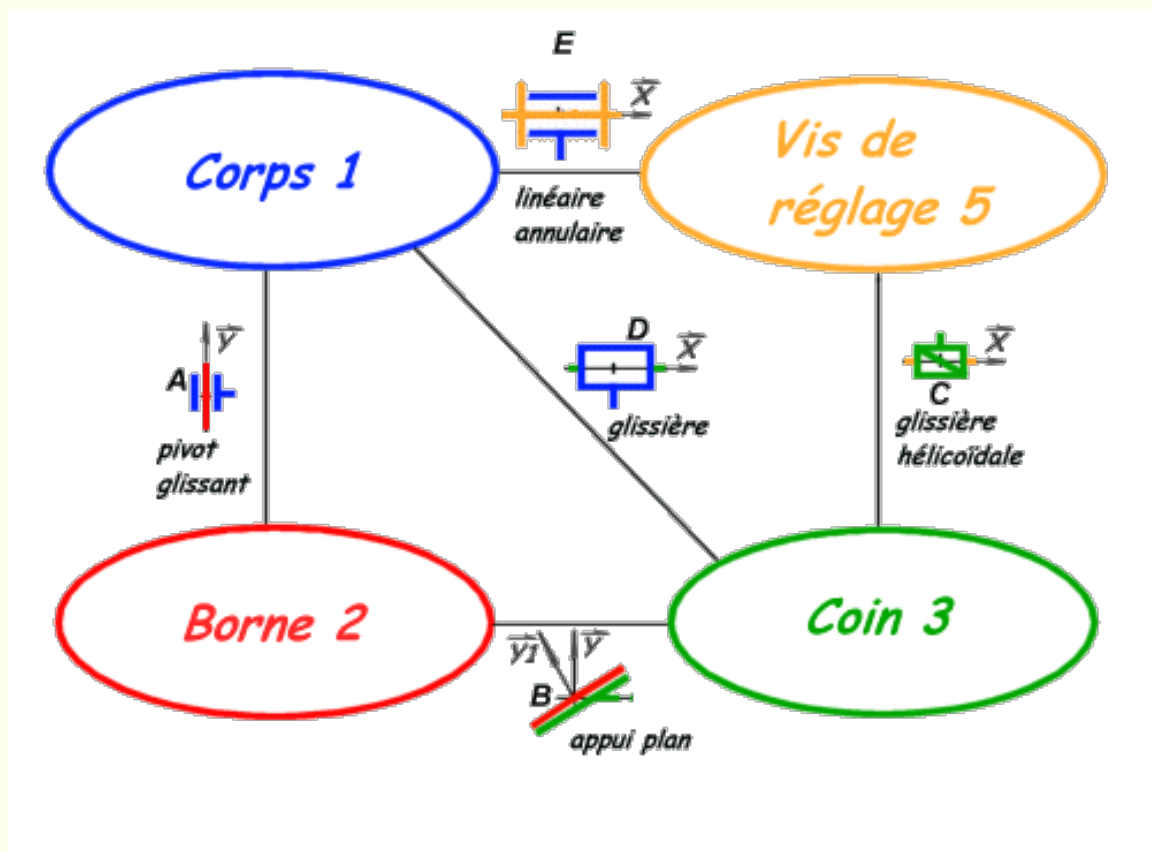 E
X
Corps 1
Vis de
réglage 5
linéaire
annulaire
Y
A
pivot
glissant
D
X
glissière
X
C
glissière
hélicoïdale
Borne 2
Coin 3
Y1
Y
B
appui plan